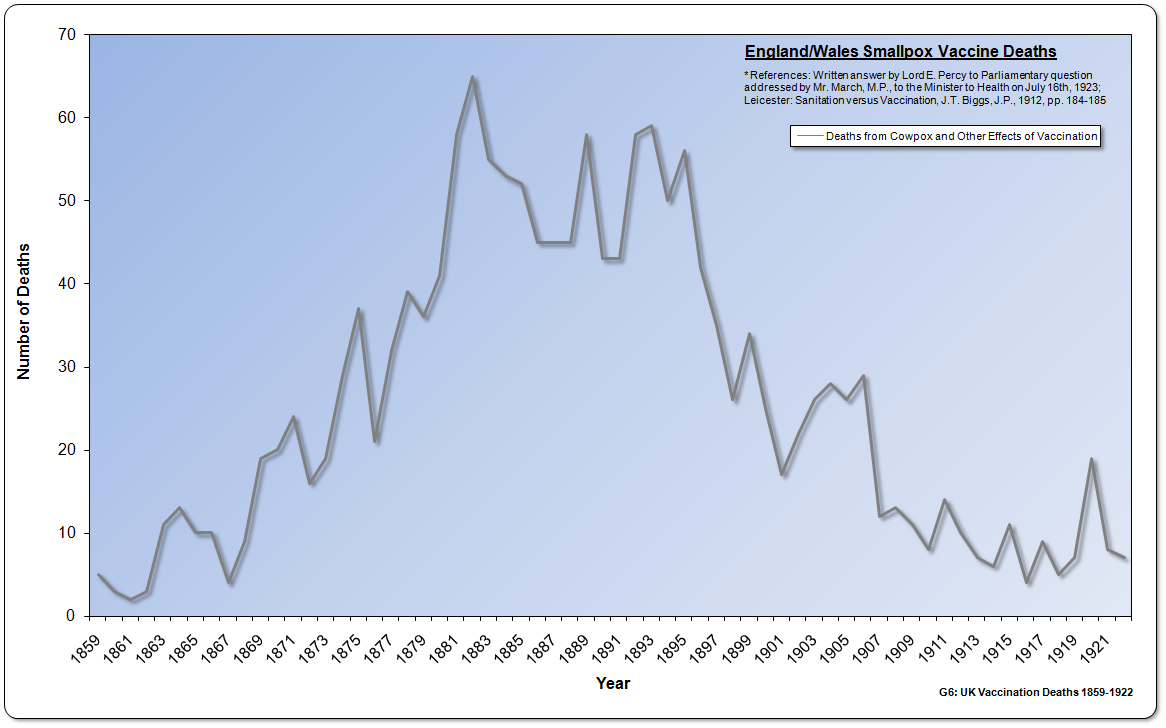 England/Wales Smallpox Vaccine Deaths
* References: Written answer by Lord E. Percy to Parliamentary question
addressed by Mr. March, M.P., to the Minister to Health on July 16th, 1923;
Leicester: Sanitation versus Vaccination, J.T. Biggs, J.P., 1912, pp. 184-185
Deaths from Cowpox and Other Effects of Vaccination
Number of Deaths
70
60
50
40
30
20
10
0
1859 1861 1863 1865 1867 1869 1871 1873 1875 1877 1879 1881 1883 1885 1887 1889 1891 1893 1895 1897 1899 1901 1903 1905 1907 1909 1911 1913 1915 1917 1919 1921
Year
G6: UK Vaccination Deaths 1859-1922